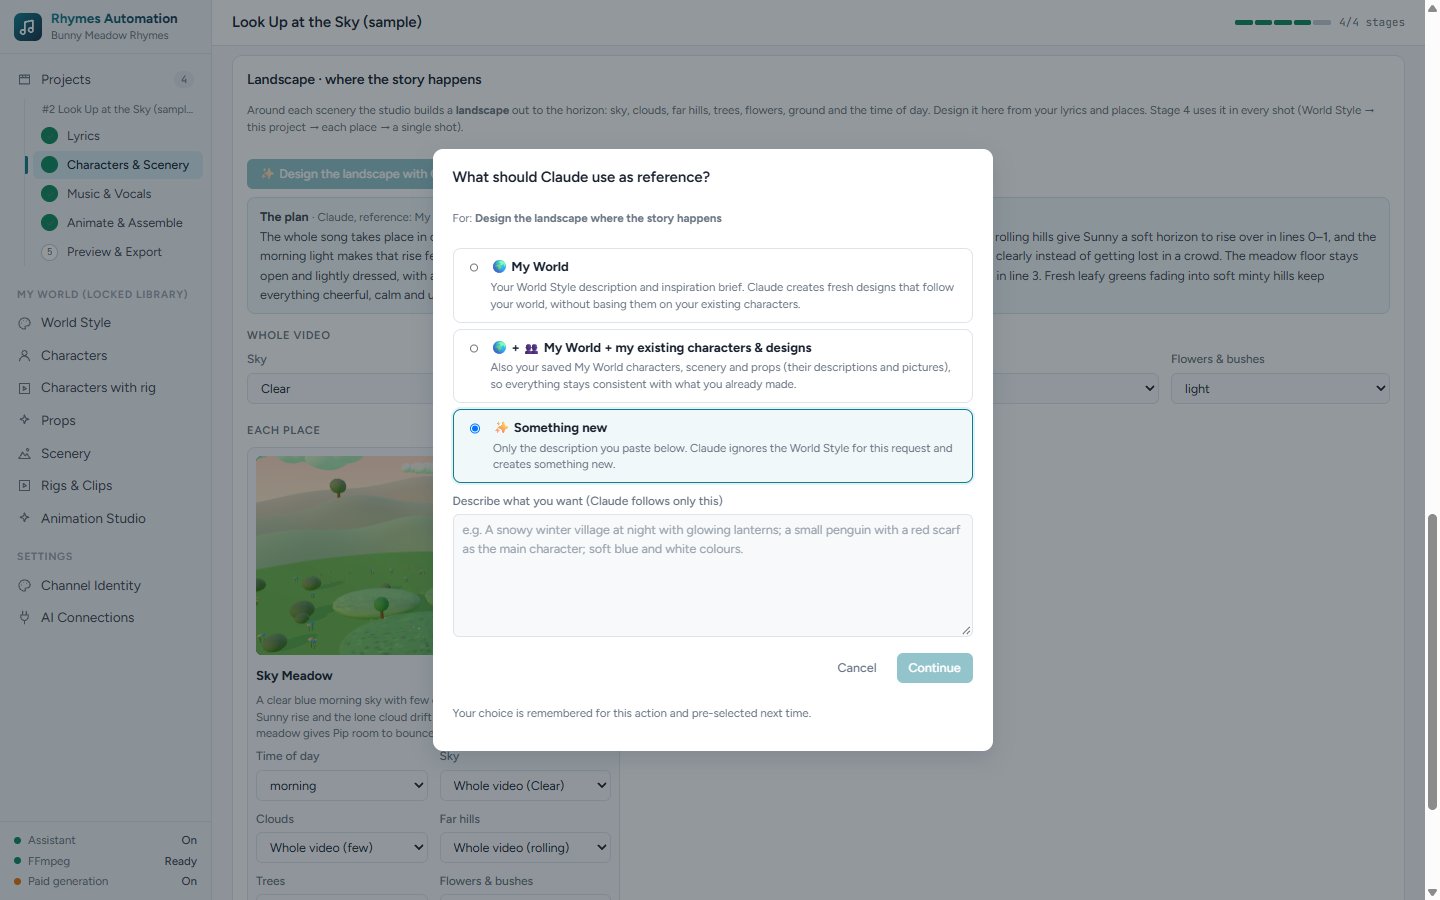 Rhymes Automation
Bunny Meadow Rhymes
Look Up at the Sky (sample)
4/4 stages
Projects
4
#2 Look Up at the Sky (sampl...
Lyrics
Characters & Scenery
Music & Vocals
Animate & Assemble
5
Preview & Export
MY WORLD (LOCKED LIBRARY)
World Style
Characters
Characters with rig
Props
Scenery
Rigs & Clips
Animation Studio
SETTINGS
Channel Identity
AI Connections
Assistant
On
FFmpeg
Ready
Paid generation
On
Landscape · where the story happens
Around each scenery the studio builds a landscape out to the horizon: sky, clouds, far hills, trees, flowers, ground and the time of day. Design it here from your lyrics and places. Stage 4 uses it in every shot (World Style →
this project → each place → a single shot).
Design the landscape with
The plan · Claude, reference: My
The whole song takes place in
rolling hills give Sunny a soft horizon to rise over in lines 0–1, and the
morning light makes that rise
clearly instead of getting lost in a crowd. The meadow floor stays
open and lightly dressed, with
in line 3. Fresh leafy greens fading into soft minty hills keep
everything cheerful, calm and
WHOLE VIDEO
Sky
Clear
Flowers & bushes
light
EACH PLACE
Sky Meadow
A clear blue morning sky with few
Sunny rise and the lone cloud drift
meadow gives Pip room to bounce
Time of day
Sky
morning
Whole video (Clear)
Clouds
Far hills
Whole video (few)
Whole video (rolling)
Trees
Flowers & bushes
What should Claude use as reference?
For: Design the landscape where the story happens
My World
Your World Style description and inspiration brief. Claude creates fresh designs that follow
your world, without basing them on your existing characters.
+ My World + my existing characters & designs
Also your saved My World characters, scenery and props (their descriptions and pictures),
so everything stays consistent with what you already made.
Something new
Only the description you paste below. Claude ignores the World Style for this request and
creates something new.
Describe what you want (Claude follows only this)
e.g. A snowy winter village at night with glowing lanterns; a small penguin with a red scarf
as the main character; soft blue and white colours.
Cancel
Continue
Your choice is remembered for this action and pre-selected next time.